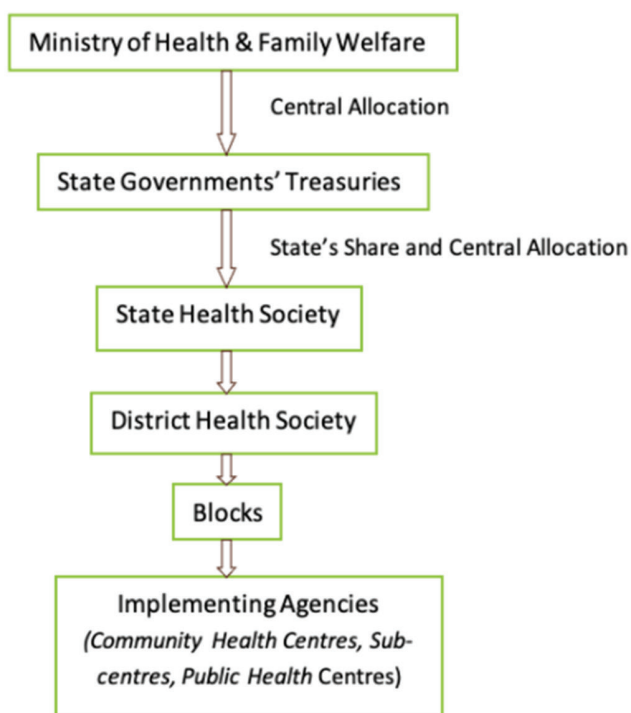 Ministry of Health & Family Welfare
Central Allocation
State Governments’ Treasuries
State’s Share and Central Allocation
State Health Society
District Health Society
Blocks
Implementing Agencies
(Community Health Centres, Sub-
centres, Public Health Centres)